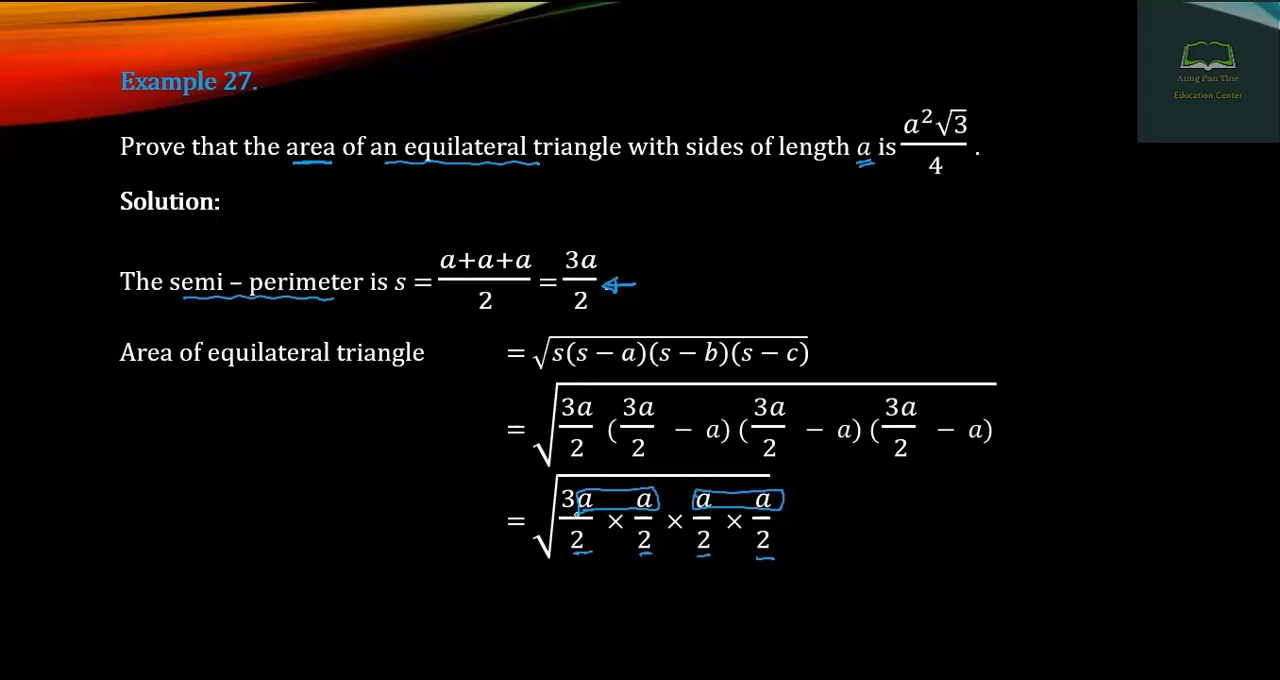 Aung Pan Tine
Education Center
Example 27.
Prove that the area of an equilateral triangle with sides of length a is a²√3/4 .
Solution:
The semi – perimeter is s = a+a+a/2 = 3a/2
Area of equilateral triangle = √s(s − a)(s − b)(s − c)
= √3a/2 (3a/2 − a) (3a/2 − a) (3a/2 − a)
= √3a/2 × a/2 × a/2 × a/2